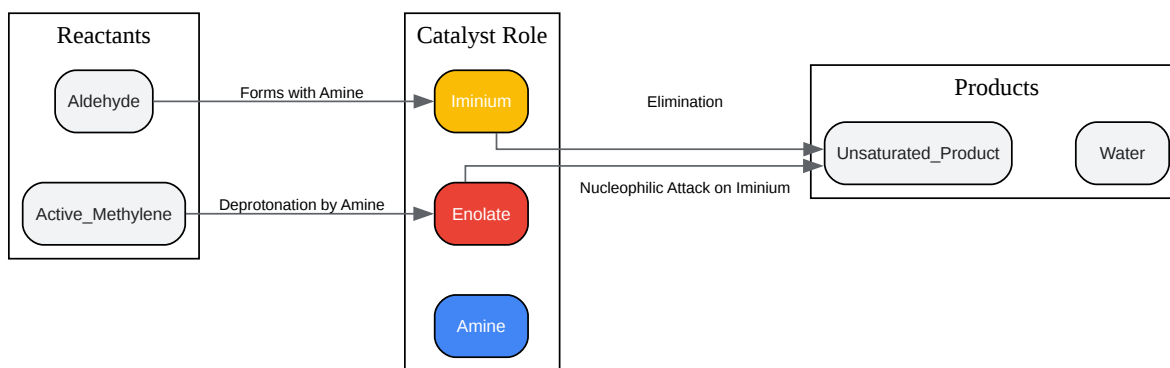 Reactants
Aldehyde
Active_Methylene
Forms with Amine
Deprotonation by Amine
Catalyst Role
Iminium
Enolate
Amine
Elimination
Nucleophilic Attack on Iminium
Products
Unsaturated_Product
Water